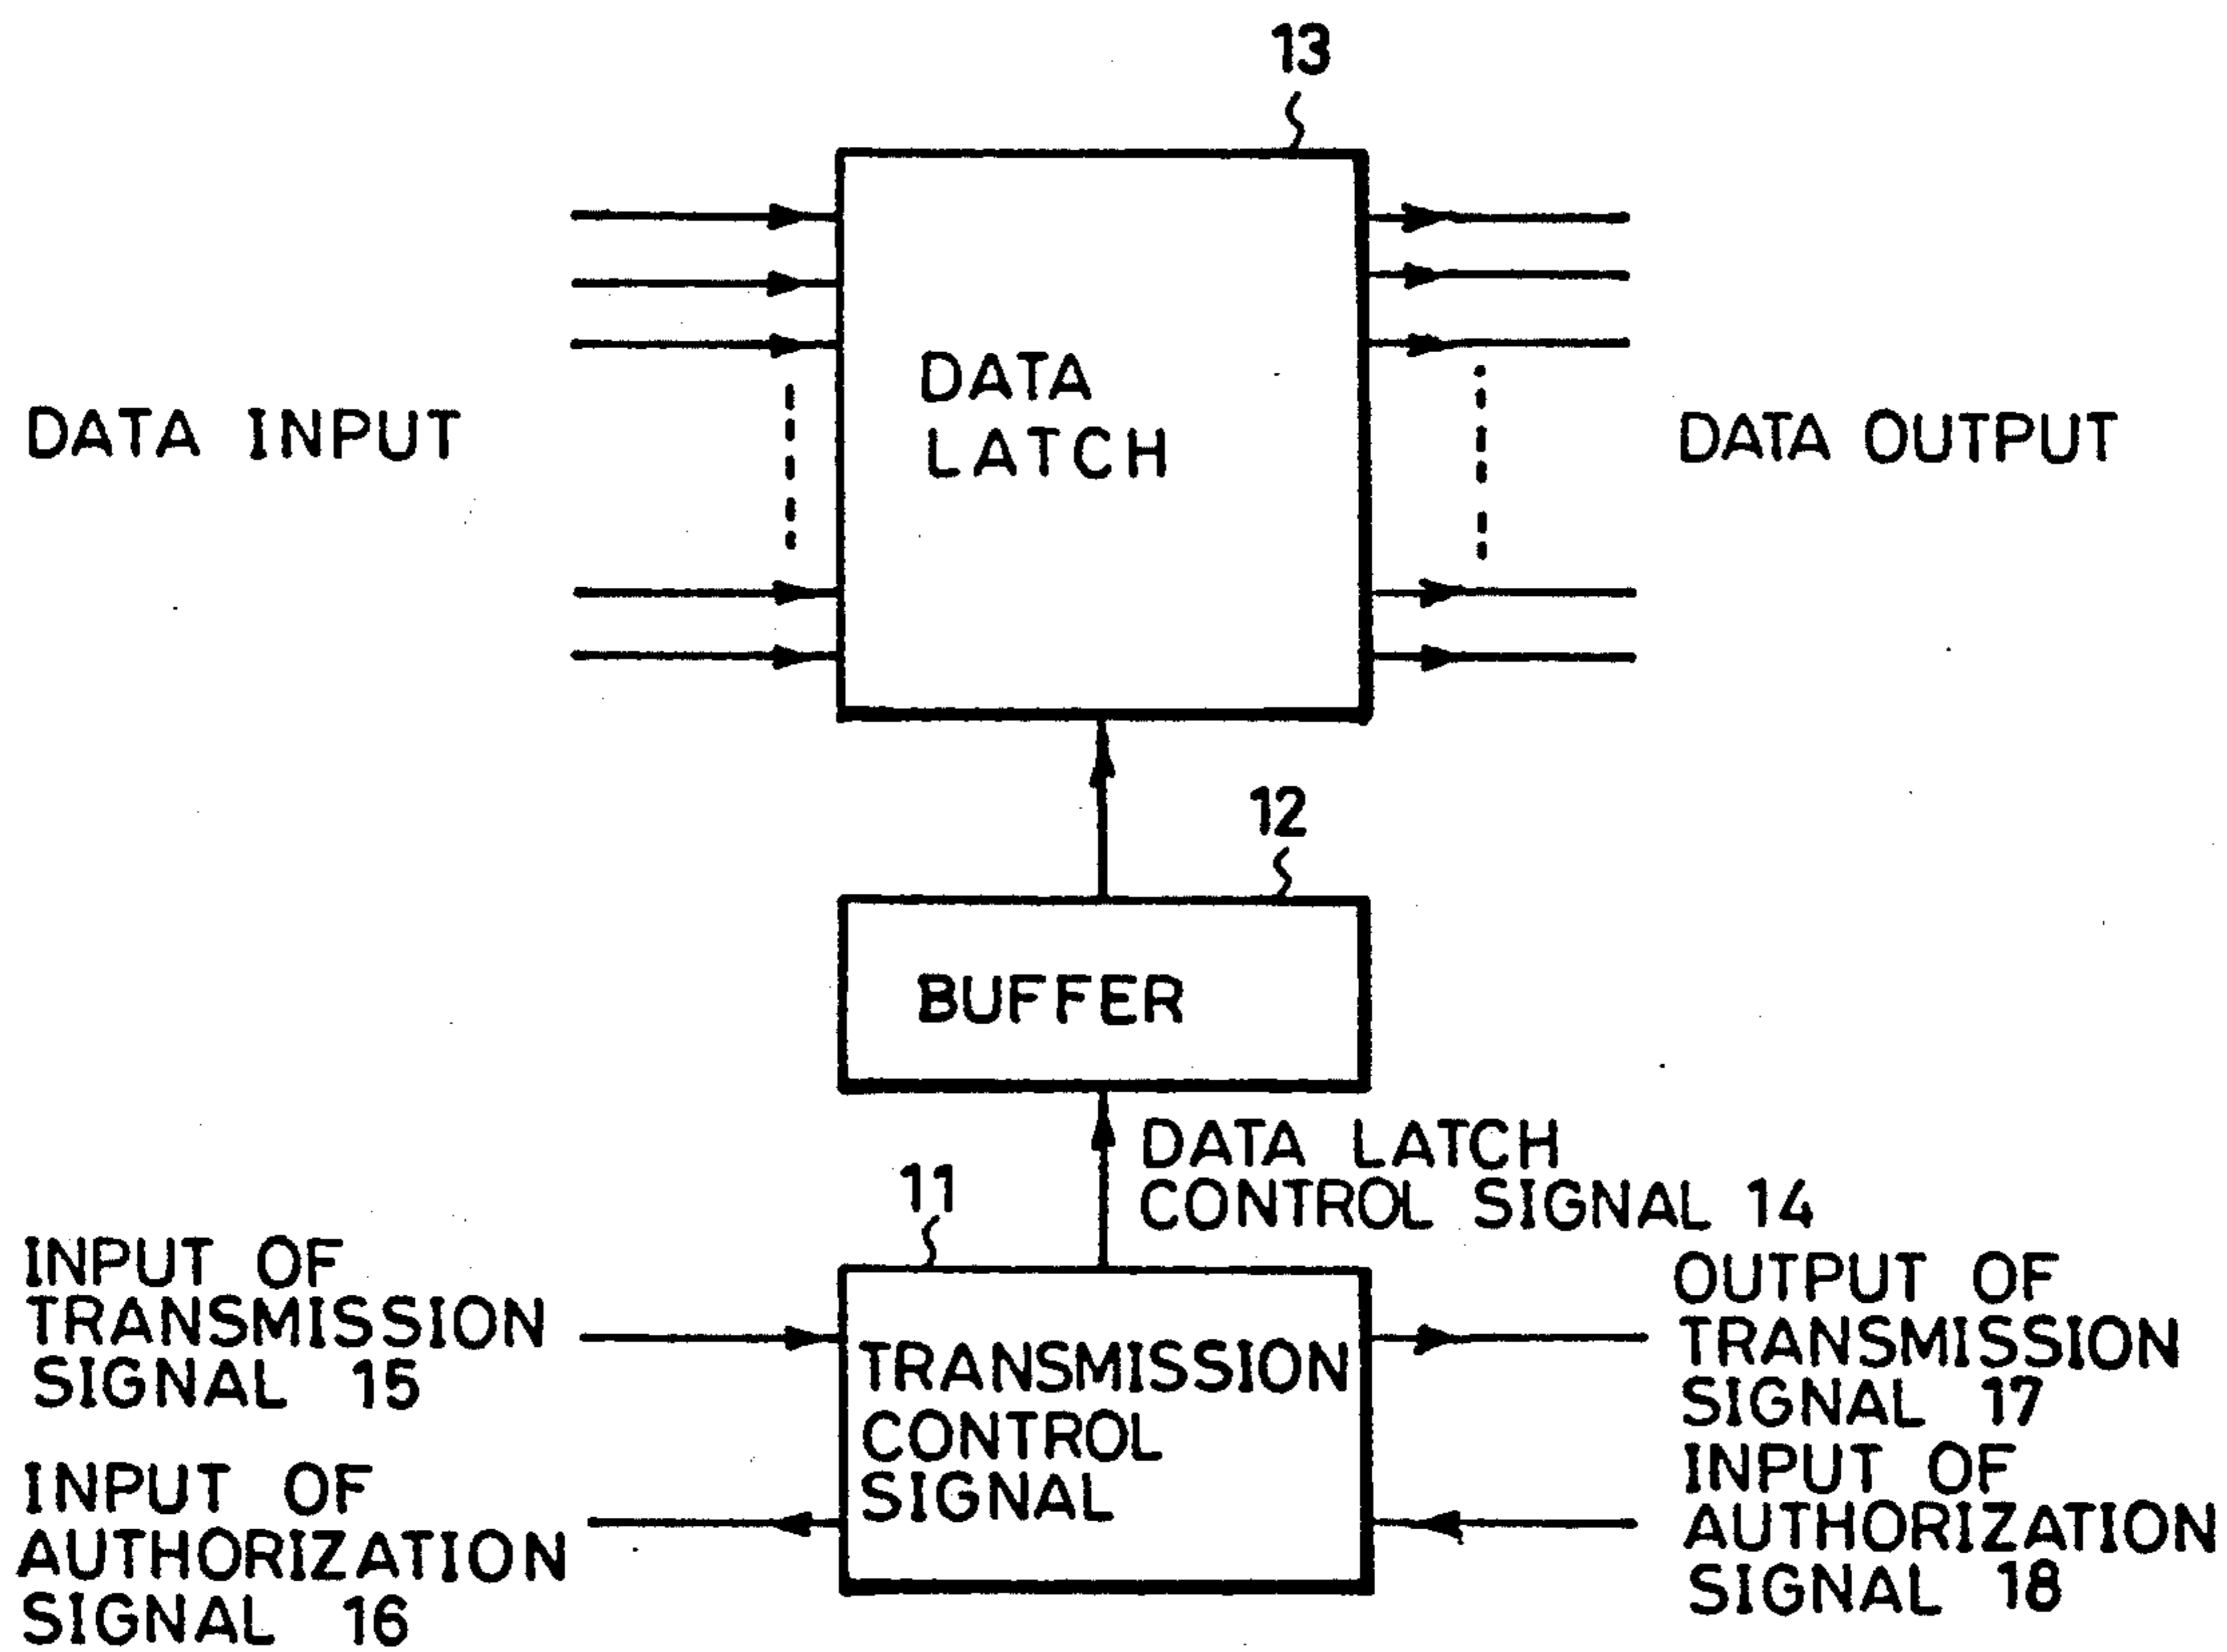 13
DATA INPUT
DATA
LATCH
DATA OUTPUT
12
BUFFER
DATA LATCH
CONTROL SIGNAL 14
11
INPUT OF
TRANSMISSION
SIGNAL 15
INPUT OF
AUTHORIZATION
SIGNAL 16
TRANSMISSION
CONTROL
SIGNAL
OUTPUT OF
TRANSMISSION
SIGNAL 17
INPUT OF
AUTHORIZATION
SIGNAL 18